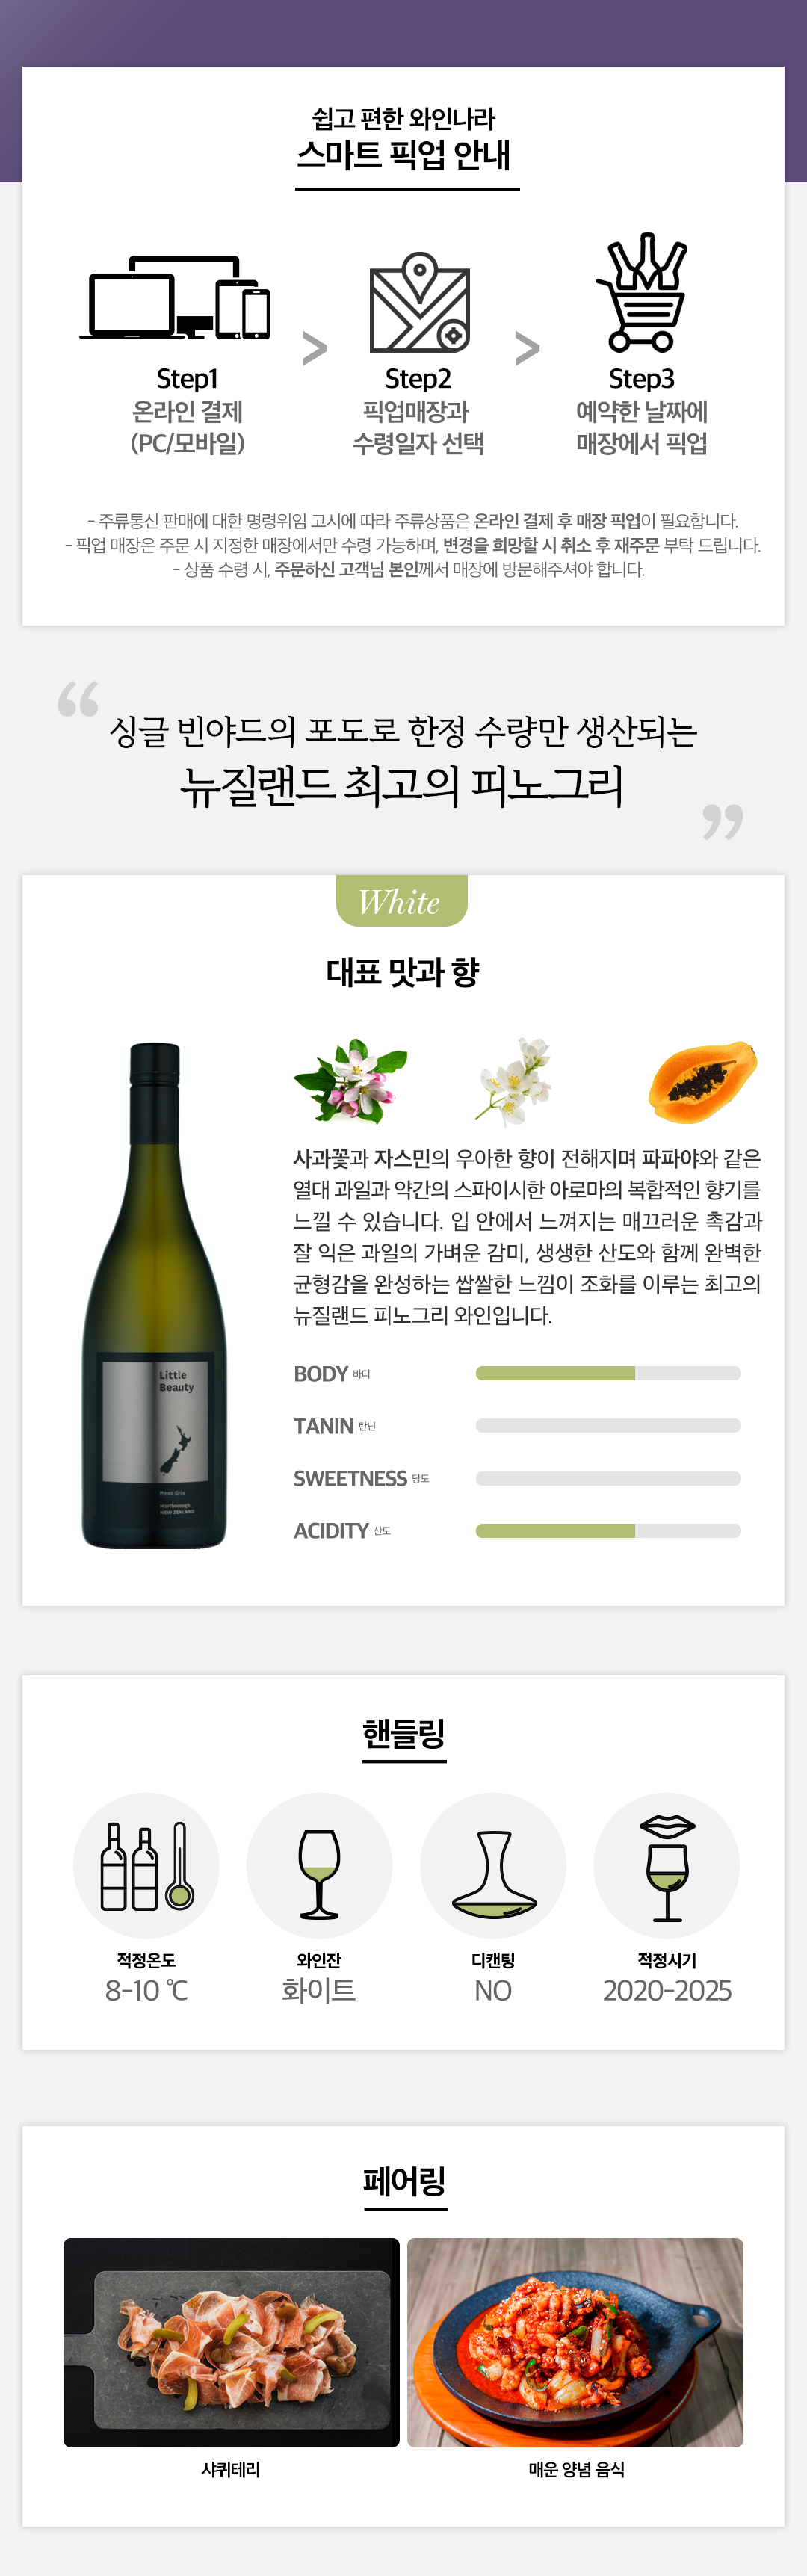 쉽고 편한 와인나라
스마트 픽업 안내
Step1
온라인 결제
(PC/모바일)
>
Step2
픽업매장과
수령일자 선택
>
Step3
예약한 날짜에
매장에서 픽업
- 주류통신 판매에 대한 명령위임 고시에 따라 주류상품은 온라인 결제 후 매장 픽업이 필요합니다.
- 픽업 매장은 주문 시 지정한 매장에서만 수령 가능하며, 변경을 희망할 시 취소 후 재주문 부탁 드립니다.
- 상품 수령 시, 주문하신 고객님 본인께서 매장에 방문해주셔야 합니다.
“ 싱글 빈야드의 포도로 한정 수량만 생산되는
뉴질랜드 최고의 피노그리 ”
White
대표 맛과 향
사과꽃과 자스민의 우아한 향이 전해지며 파파야와 같은
열대 과일과 약간의 스파이시한 아로마의 복합적인 향기를
느낄 수 있습니다. 입 안에서 느껴지는 매끄러운 촉감과
잘 익은 과일의 가벼운 감미, 생생한 산도와 함께 완벽한
균형감을 완성하는 쌉쌀한 느낌이 조화를 이루는 최고의
뉴질랜드 피노그리 와인입니다.
Little
Beauty
Pinot Gris
Marlborough
NEW ZEALAND
BODY 바디
TANIN 탄닌
SWEETNESS 당도
ACIDITY 산도
핸들링
적정온도
8-10 ℃
와인잔
화이트
디캔팅
NO
적정시기
2020-2025
페어링
샤퀴테리
매운 양념 음식